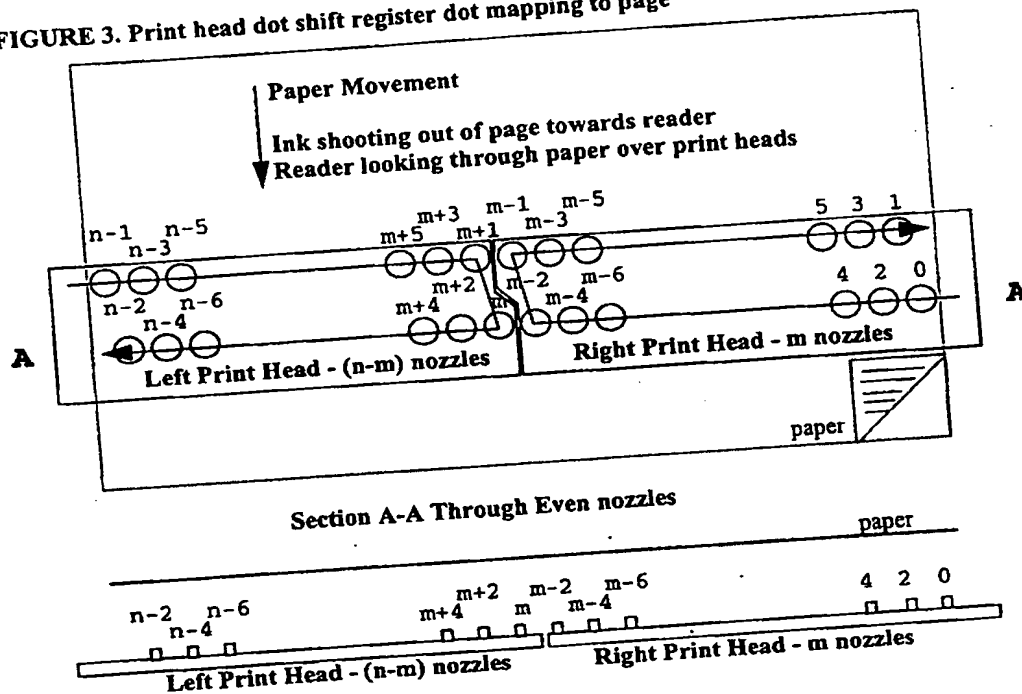 FIGURE 3. Print head dot shift register dot mapping to page
Paper Movement
Ink shooting out of page towards reader
Reader looking through paper over print heads
n-1 n-3 n-5 m+5 m+3 m+1 m-1 m-3 m-5 5 3 1
n-2 n-4 n-6 m+4 m+2 m m-2 m-4 m-6 4 2 0
A A
Left Print Head - (n-m) nozzles Right Print Head - m nozzles
paper
Section A-A Through Even nozzles
paper
n-2 n-4 n-6 m+4 m+2 m m-2 m-4 m-6 4 2 0
Left Print Head - (n-m) nozzles Right Print Head - m nozzles